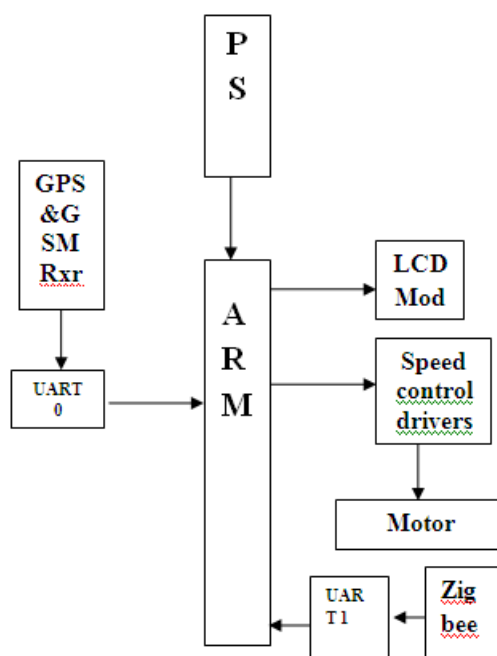 P
S
GPS
&G
SM
Rxr
UART
0
A
R
M
LCD
Mod
Speed
control
drivers
Motor
UAR
T1
Zig
bee